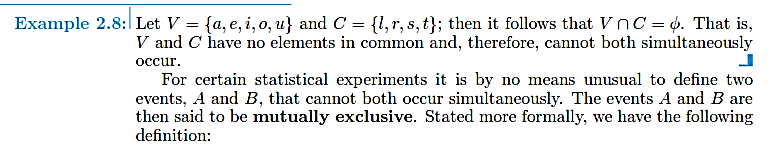 Example 2.8: Let V = {a, e, i, o, u} and C = {l, r, s, t}; then it follows that V ∩ C = ϕ. That is,
V and C have no elements in common and, therefore, cannot both simultaneously
occur.
For certain statistical experiments it is by no means unusual to define two
events, A and B, that cannot both occur simultaneously. The events A and B are
then said to be mutually exclusive. Stated more formally, we have the following
definition: